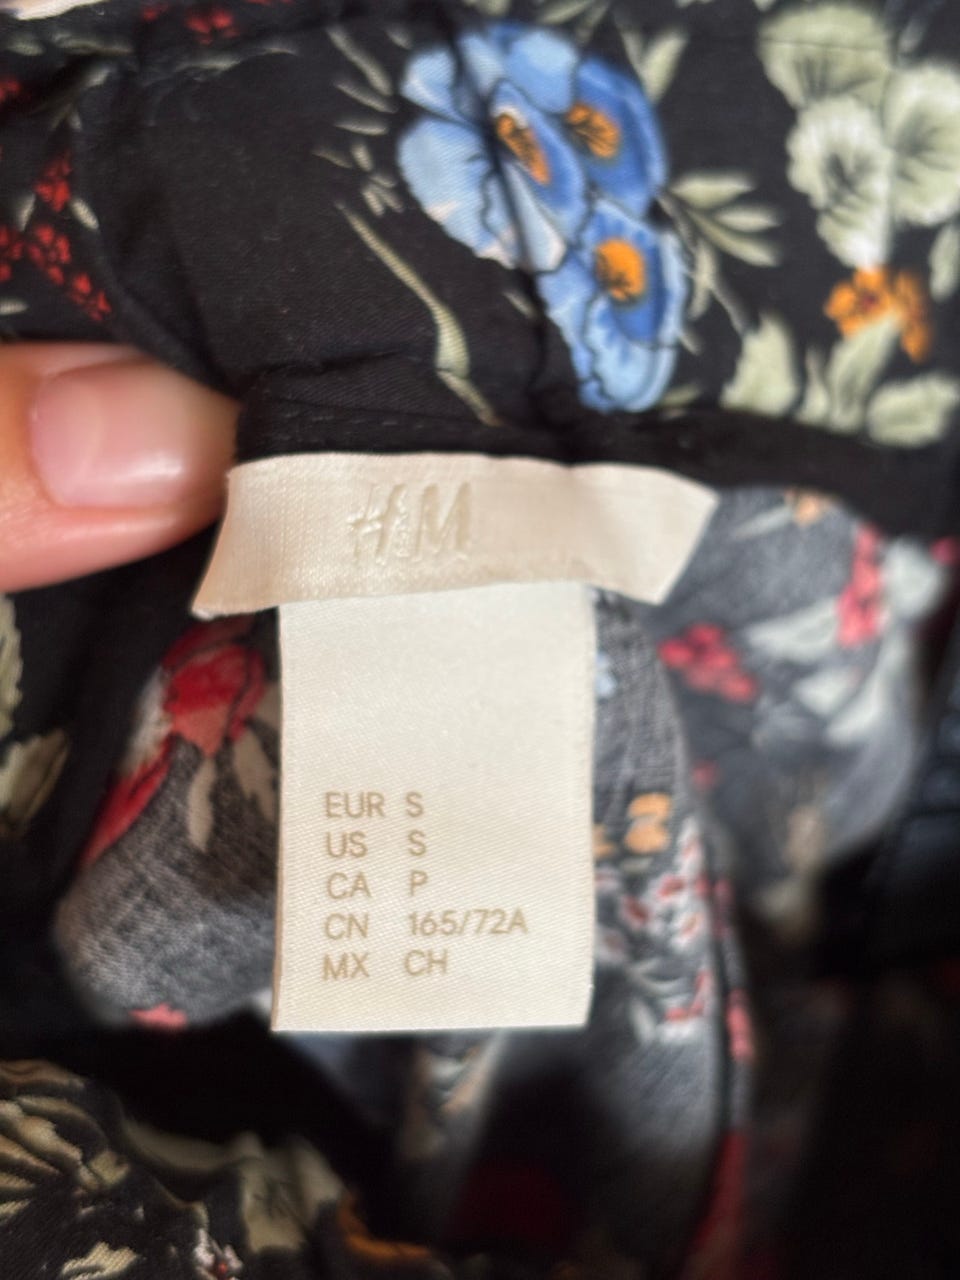 H&M
EUR S
US S
CA P
CN 165/72A
MX CH